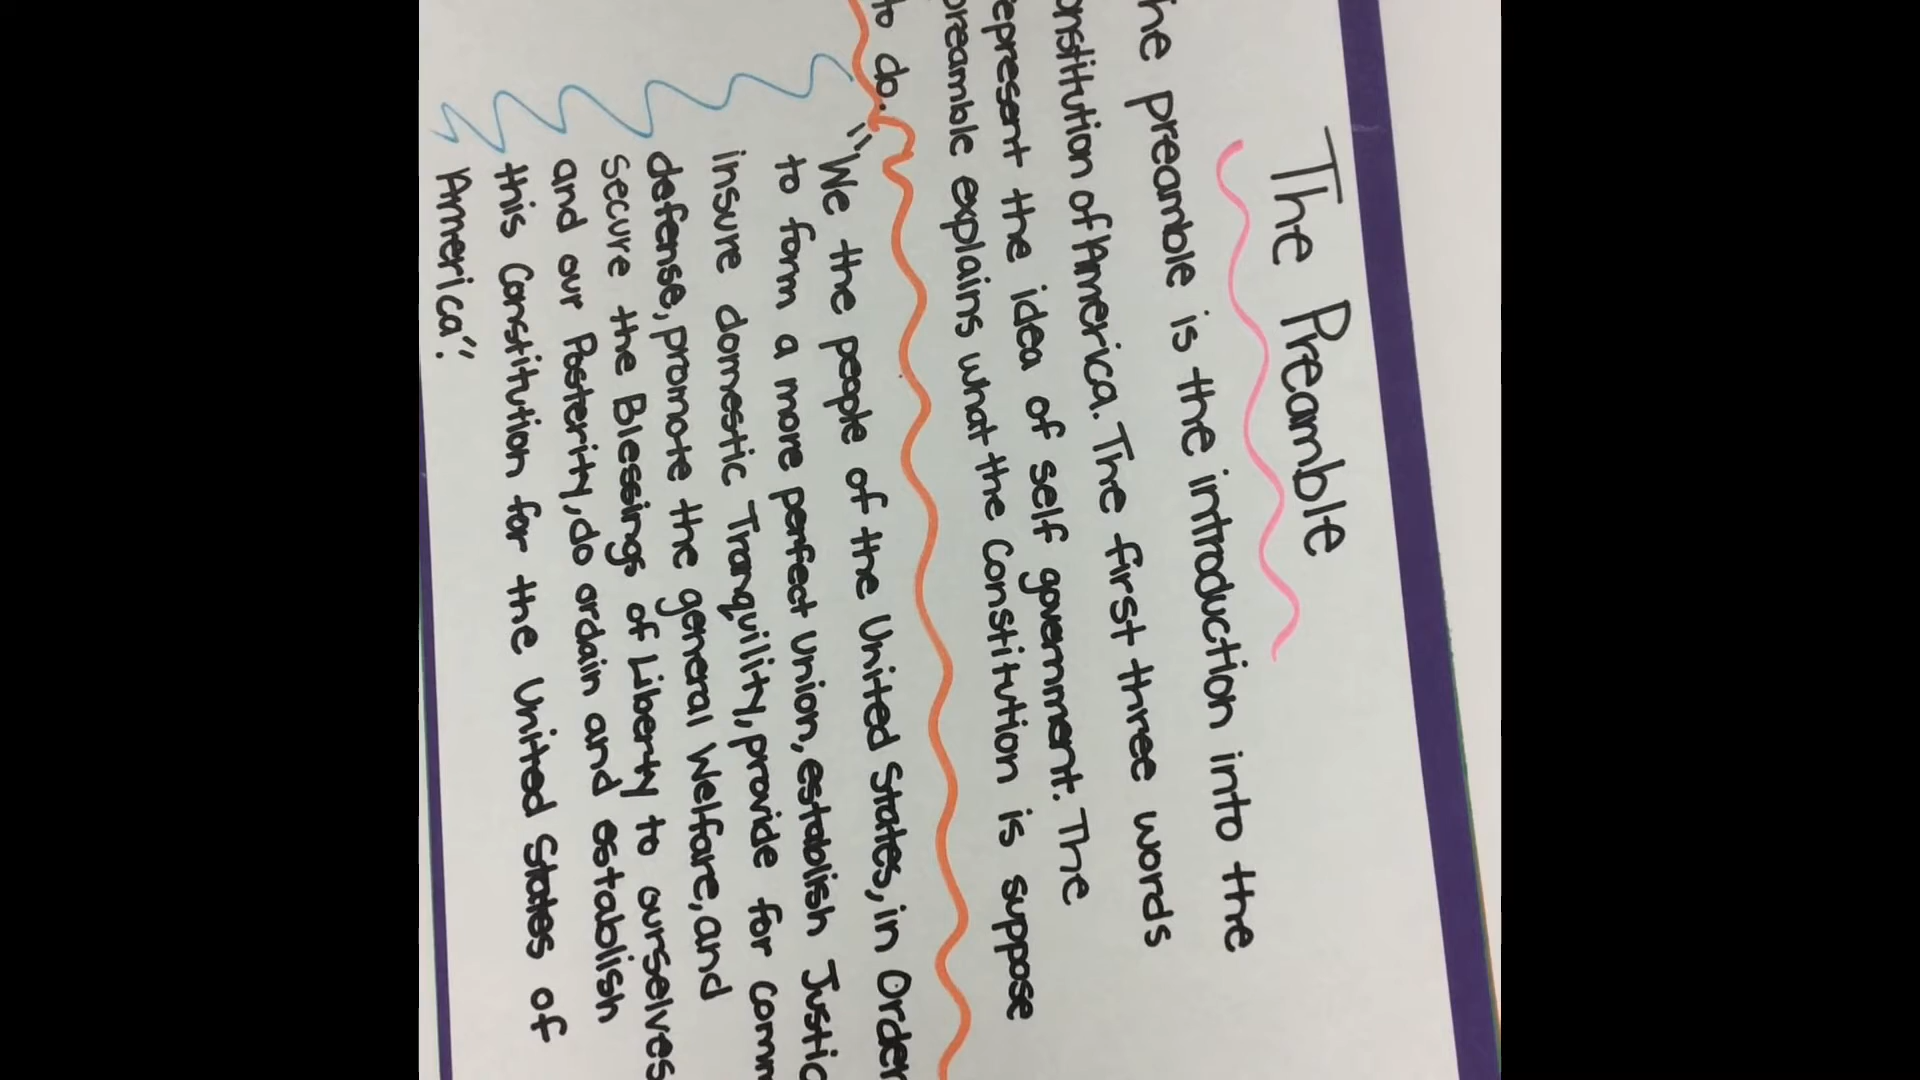 The Preamble
he preamble is the introduction into the
onstitution of America. The first three words
epresent the idea of self government. The
preamble explains what the Constitution is suppose
to do.
"We the people of the United States, in Order
to form a more perfect Union, establish Justic
insure domestic Tranquility, provide for comm
defense, promote the general Welfare, and
secure the Blessings of Liberty to ourselves
and our Posterity, do ordain and establish
this Constitution for the United States of
America".